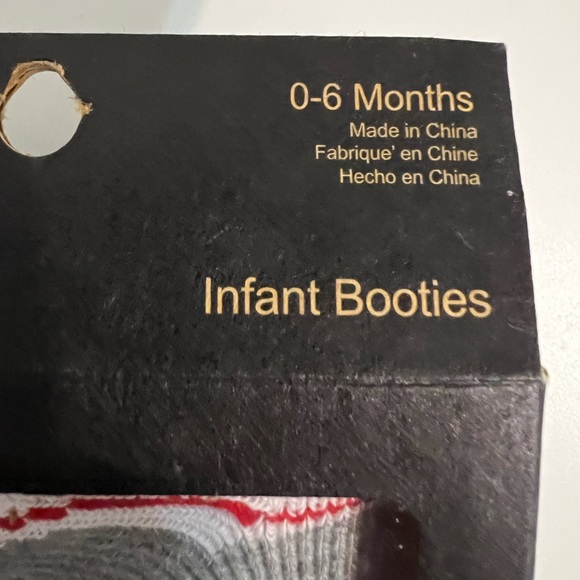 0-6 Months
Made in China
Fabrique' en Chine
Hecho en China
Infant Booties